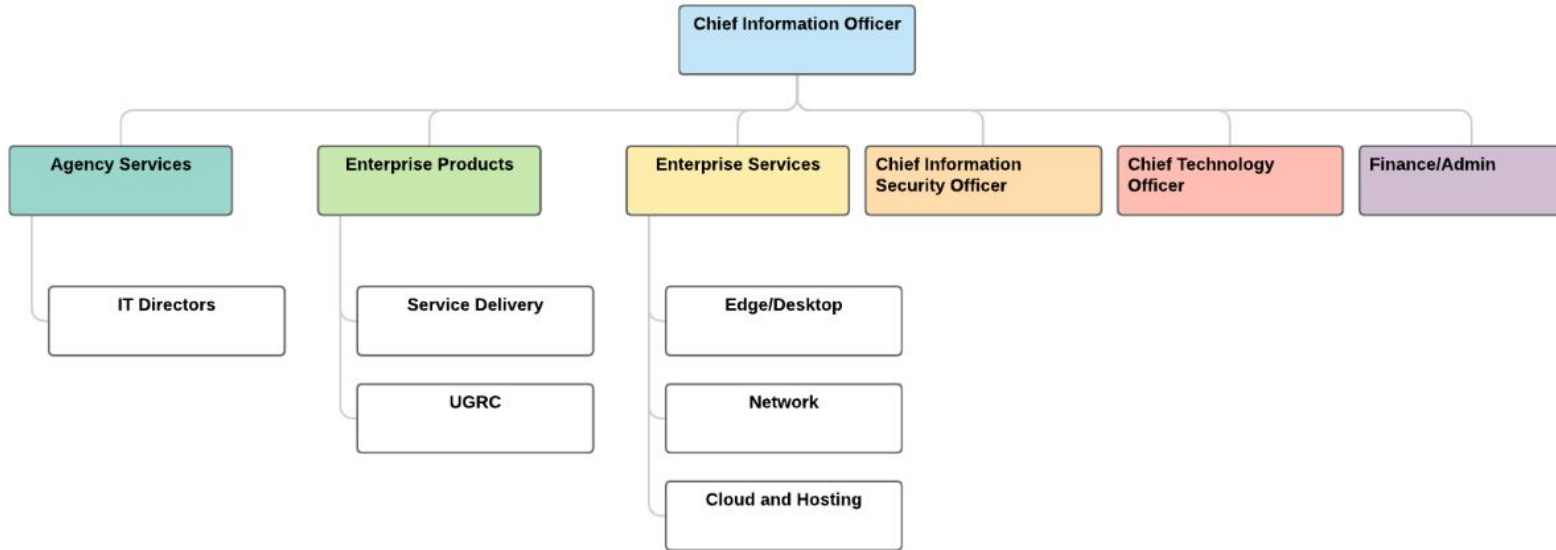 Chief Information Officer
Agency Services
Enterprise Products
Enterprise Services
Chief Information
Security Officer
Chief Technology
Officer
Finance/Admin
IT Directors
Service Delivery
Edge/Desktop
UGRC
Network
Cloud and Hosting